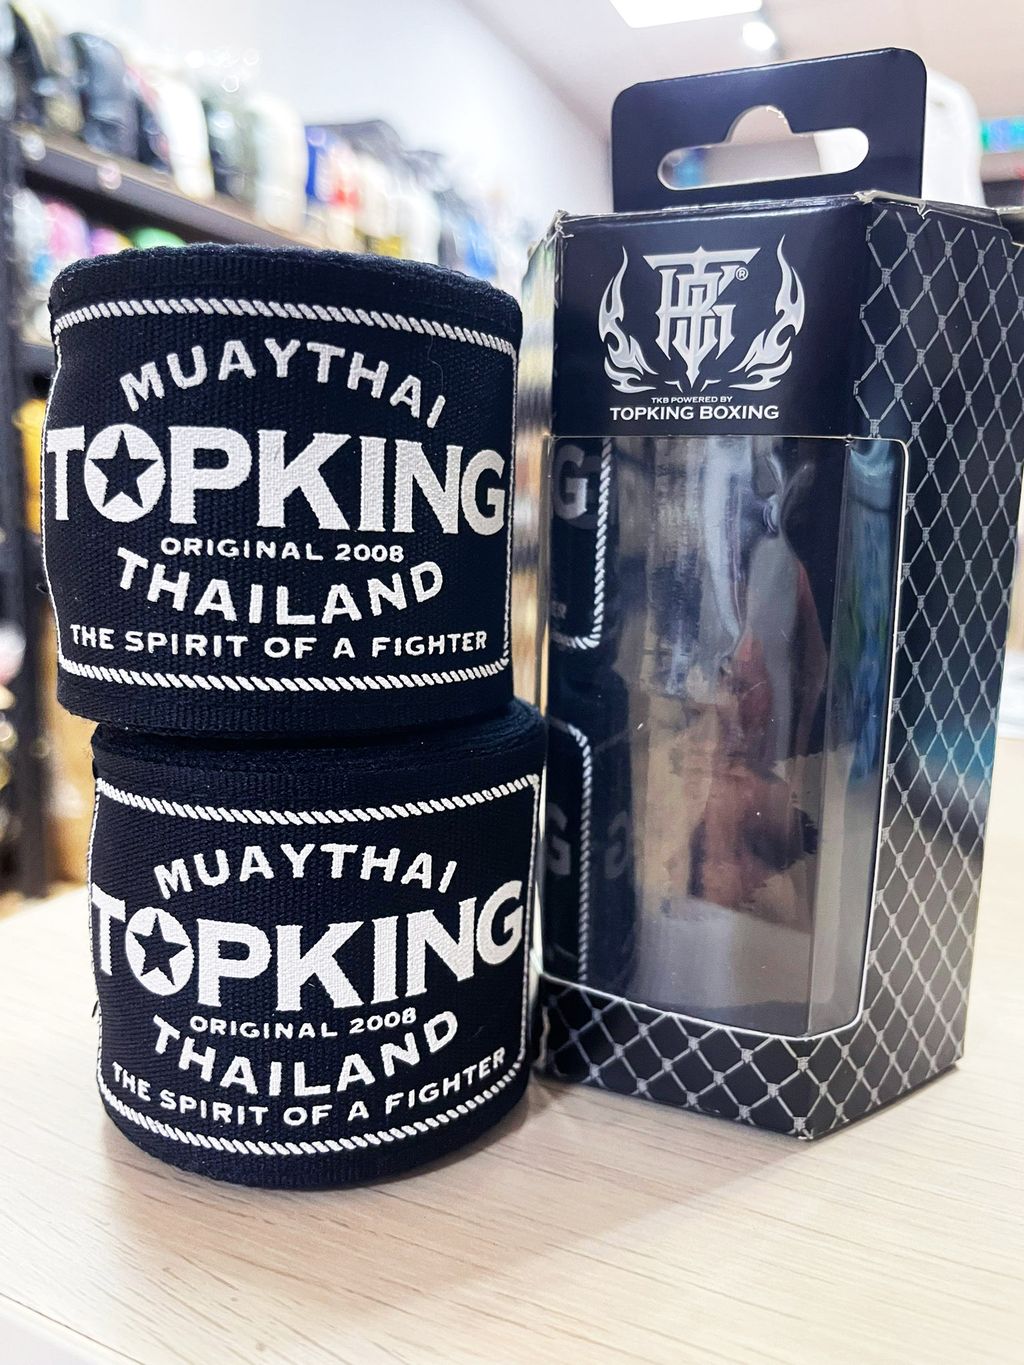 MUAYTHAI
TOPKING
ORIGINAL 2008
THAILAND
THE SPIRIT OF A FIGHTER
MUAYTHAI
TOPKING
ORIGINAL 2008
THAILAND
THE SPIRIT OF A FIGHTER
TKB ®
TKB POWERED BY
TOPKING BOXING